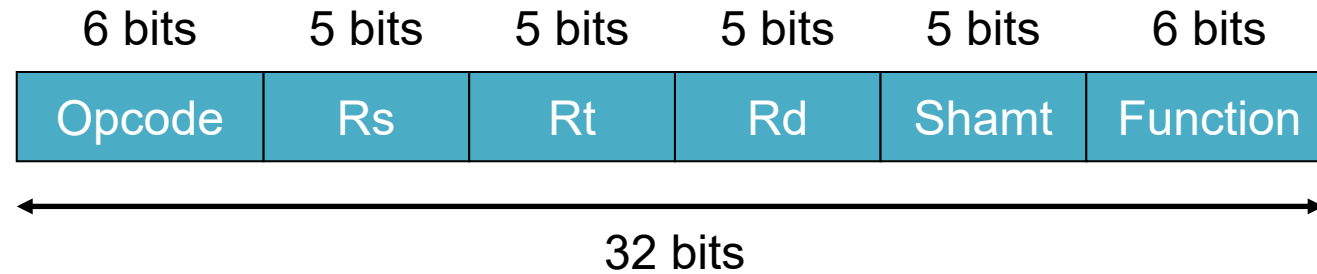 6 bits 5 bits 5 bits 5 bits 5 bits 6 bits
Opcode Rs Rt Rd Shamt Function
32 bits